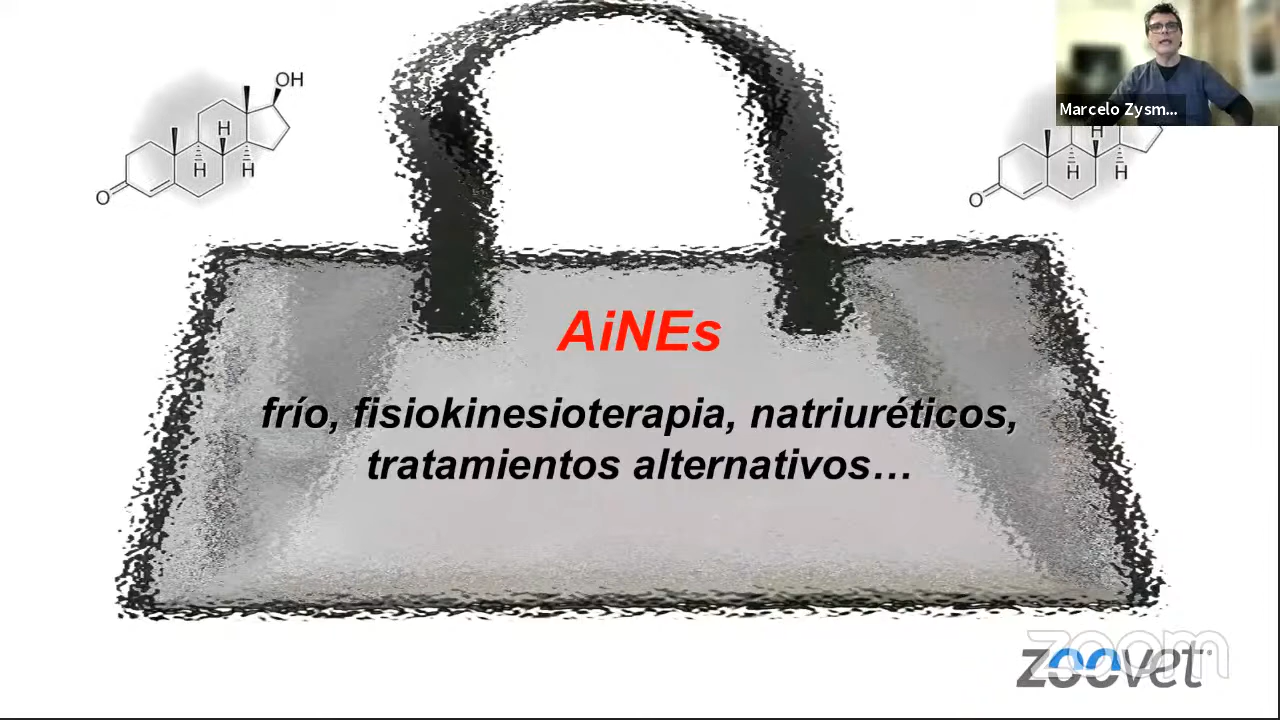 OH
H
H
H
O
Marcelo Zysm...
H
H
H
O
AiNEs
frío, fisiokinesioterapia, natriuréticos,
tratamientos alternativos…
zoom
zoovet